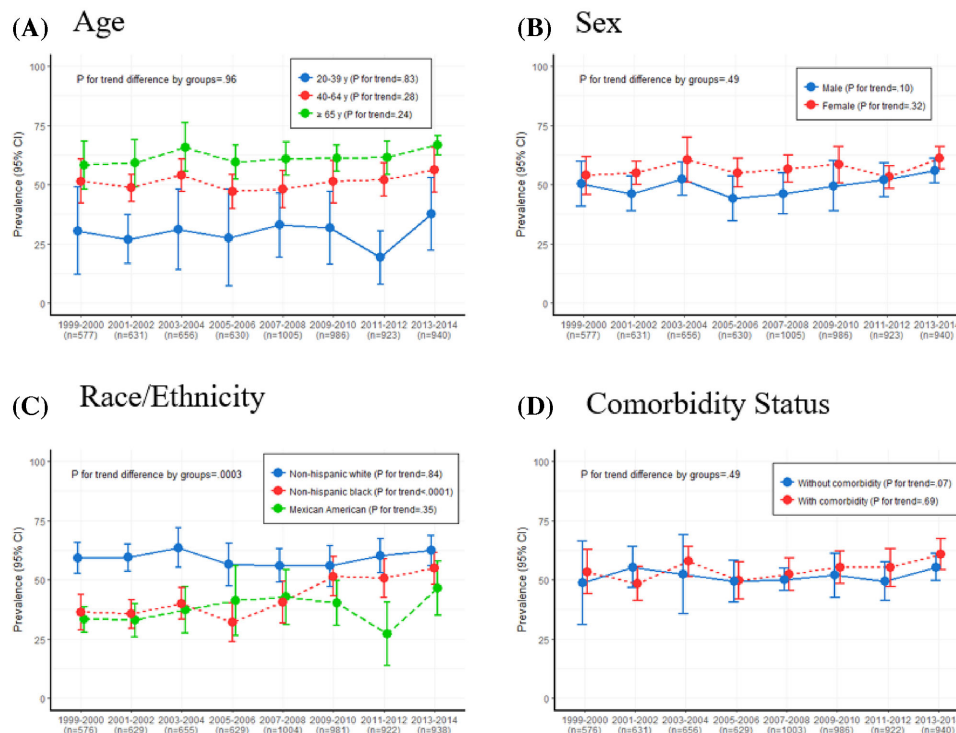 (A) Age
P for trend difference by groups=.96
20-39 y (P for trend=.83)
40-64 y (P for trend=.28)
≥ 65 y (P for trend=.24)
Prevalence (95% CI)
100
75
50
25
0
1999-2000 2001-2002 2003-2004 2005-2006 2007-2008 2009-2010 2011-2012 2013-2014
(n=577) (n=631) (n=656) (n=630) (n=1005) (n=986) (n=923) (n=940)
(B) Sex
P for trend difference by groups=.49
Male (P for trend=.10)
Female (P for trend=.32)
Prevalence (95% CI)
100
75
50
25
0
1999-2000 2001-2002 2003-2004 2005-2006 2007-2008 2009-2010 2011-2012 2013-2014
(n=577) (n=631) (n=656) (n=630) (n=1005) (n=986) (n=923) (n=940)
(C) Race/Ethnicity
P for trend difference by groups=.0003
Non-hispanic white (P for trend=.84)
Non-hispanic black (P for trend<.0001)
Mexican American (P for trend=.35)
Prevalence (95% CI)
100
75
50
25
0
1999-2000 2001-2002 2003-2004 2005-2006 2007-2008 2009-2010 2011-2012 2013-2014
(n=576) (n=629) (n=655) (n=629) (n=1004) (n=981) (n=922) (n=938)
(D) Comorbidity Status
P for trend difference by groups=.49
Without comorbidity (P for trend=.07)
With comorbidity (P for trend=.69)
Prevalence (95% CI)
100
75
50
25
0
1999-2000 2001-2002 2003-2004 2005-2006 2007-2008 2009-2010 2011-2012 2013-2014
(n=576) (n=631) (n=656) (n=629) (n=1003) (n=986) (n=922) (n=940)